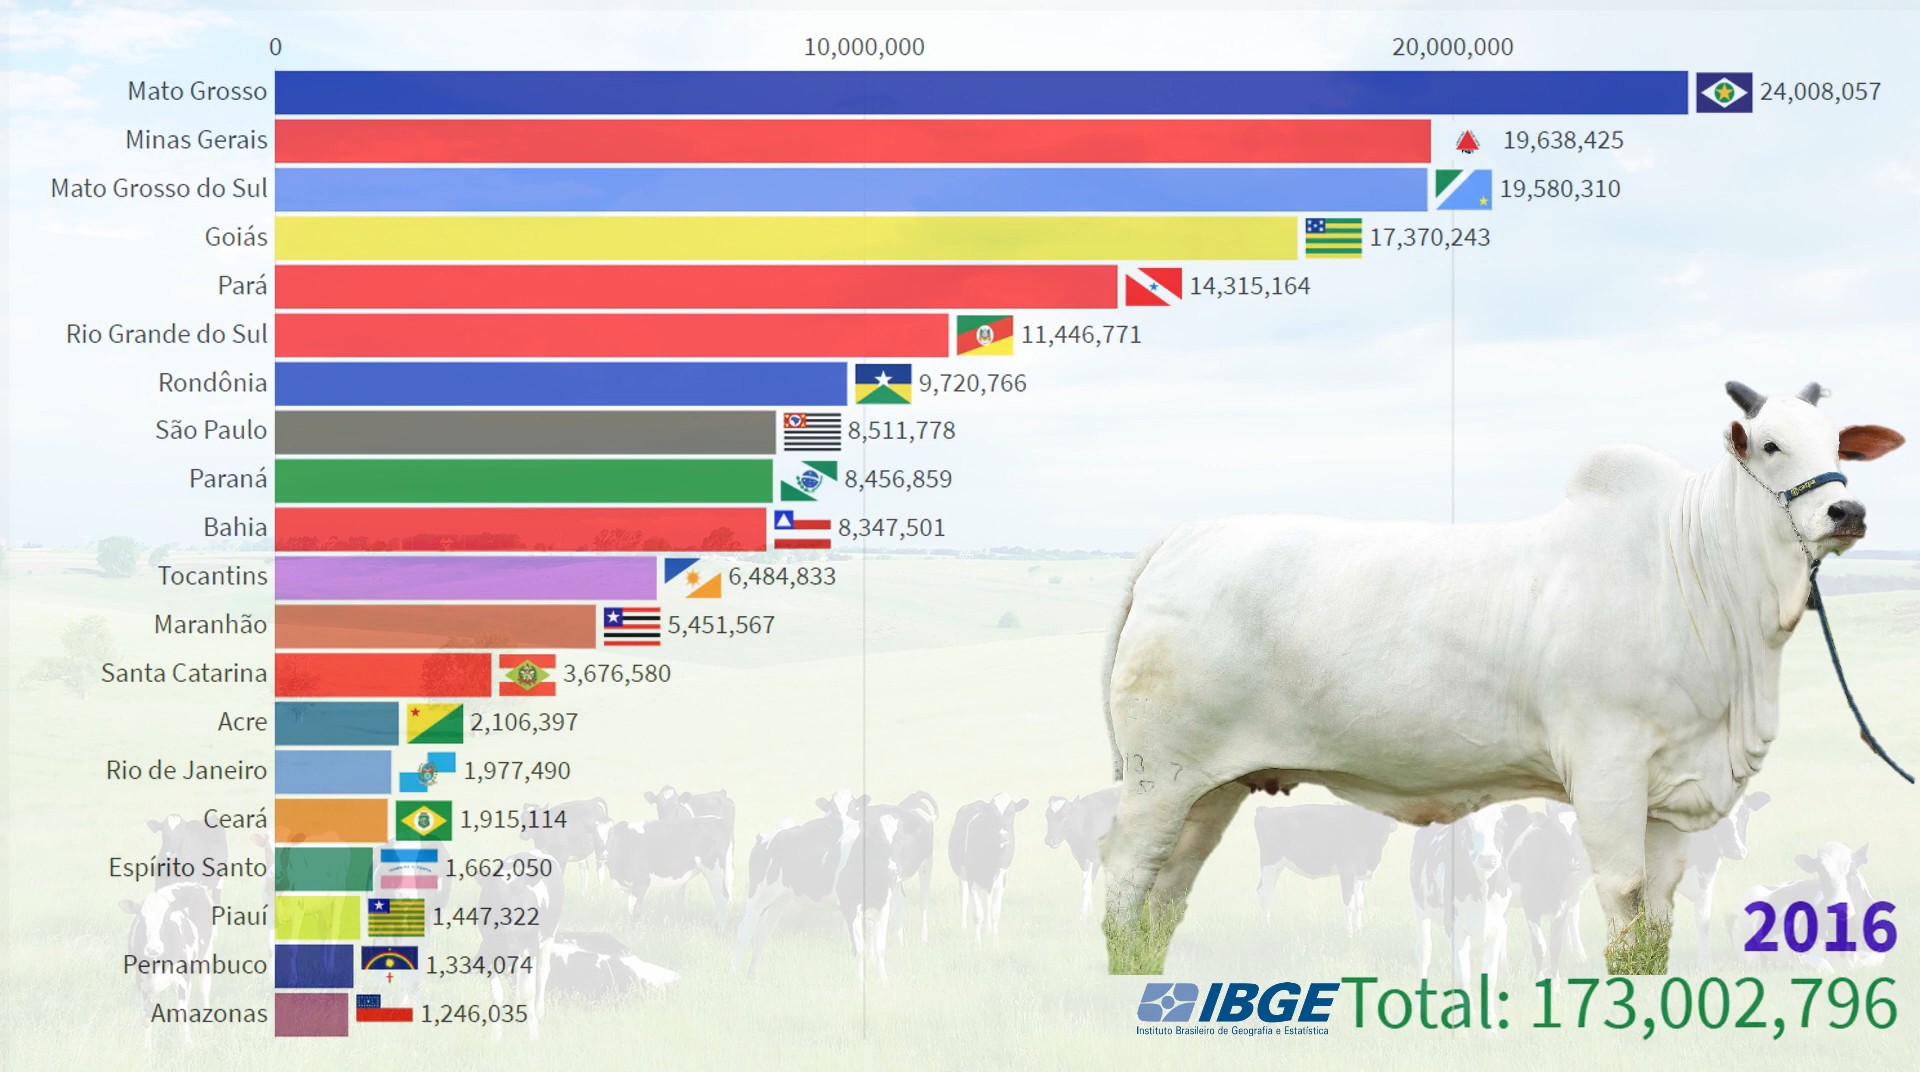 0 10,000,000 20,000,000
Mato Grosso 24,008,057
Minas Gerais 19,638,425
Mato Grosso do Sul 19,580,310
Goiás 17,370,243
Pará 14,315,164
Rio Grande do Sul 11,446,771
Rondônia 9,720,766
São Paulo 8,511,778
Paraná 8,456,859
Bahia 8,347,501
Tocantins 6,484,833
Maranhão 5,451,567
Santa Catarina 3,676,580
Acre 2,106,397
Rio de Janeiro 1,977,490
Ceará 1,915,114
Espírito Santo 1,662,050
Piauí 1,447,322
Pernambuco 1,334,074
Amazonas 1,246,035
13 7
2016
IBGE
Instituto Brasileiro de Geografia e Estatística
Total: 173,002,796